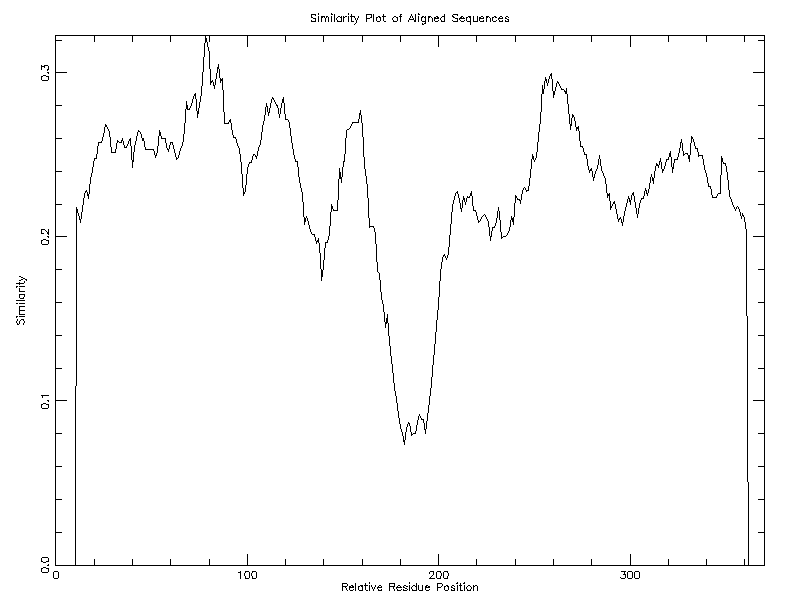 Similarity Plot of Aligned Sequences
0.3
0.2
Similarity
0.1
0.0
0 100 200 300
Relative Residue Position